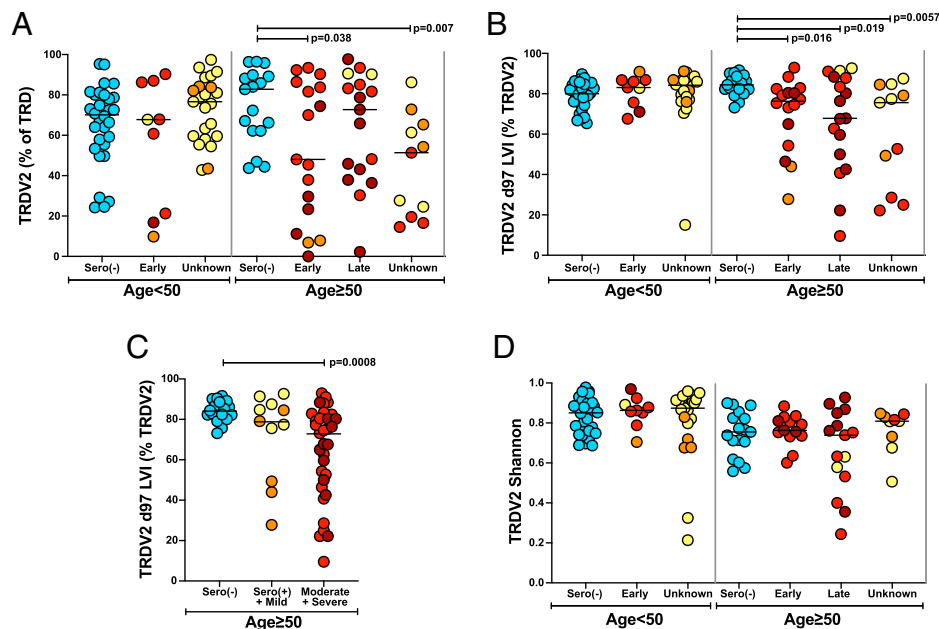 A
p=0.007
p=0.038
TRDV2 (% of TRD)
100
80
60
40
20
0
Sero(-) Early Unknown Sero(-) Early Late Unknown
Age<50 Age≥50
B
p=0.0057
p=0.019
p=0.016
TRDV2 d97 LVI (% TRDV2)
100
80
60
40
20
0
Sero(-) Early Unknown Sero(-) Early Late Unknown
Age<50 Age≥50
C
p=0.0008
TRDV2 d97 LVI (% TRDV2)
100
80
60
40
20
0
Sero(-) Sero(+) Moderate
+ Mild + Severe
Age≥50
D
TRDV2 Shannon
1.0
0.8
0.6
0.4
0.2
0.0
Sero(-) Early Unknown Sero(-) Early Late Unknown
Age<50 Age≥50